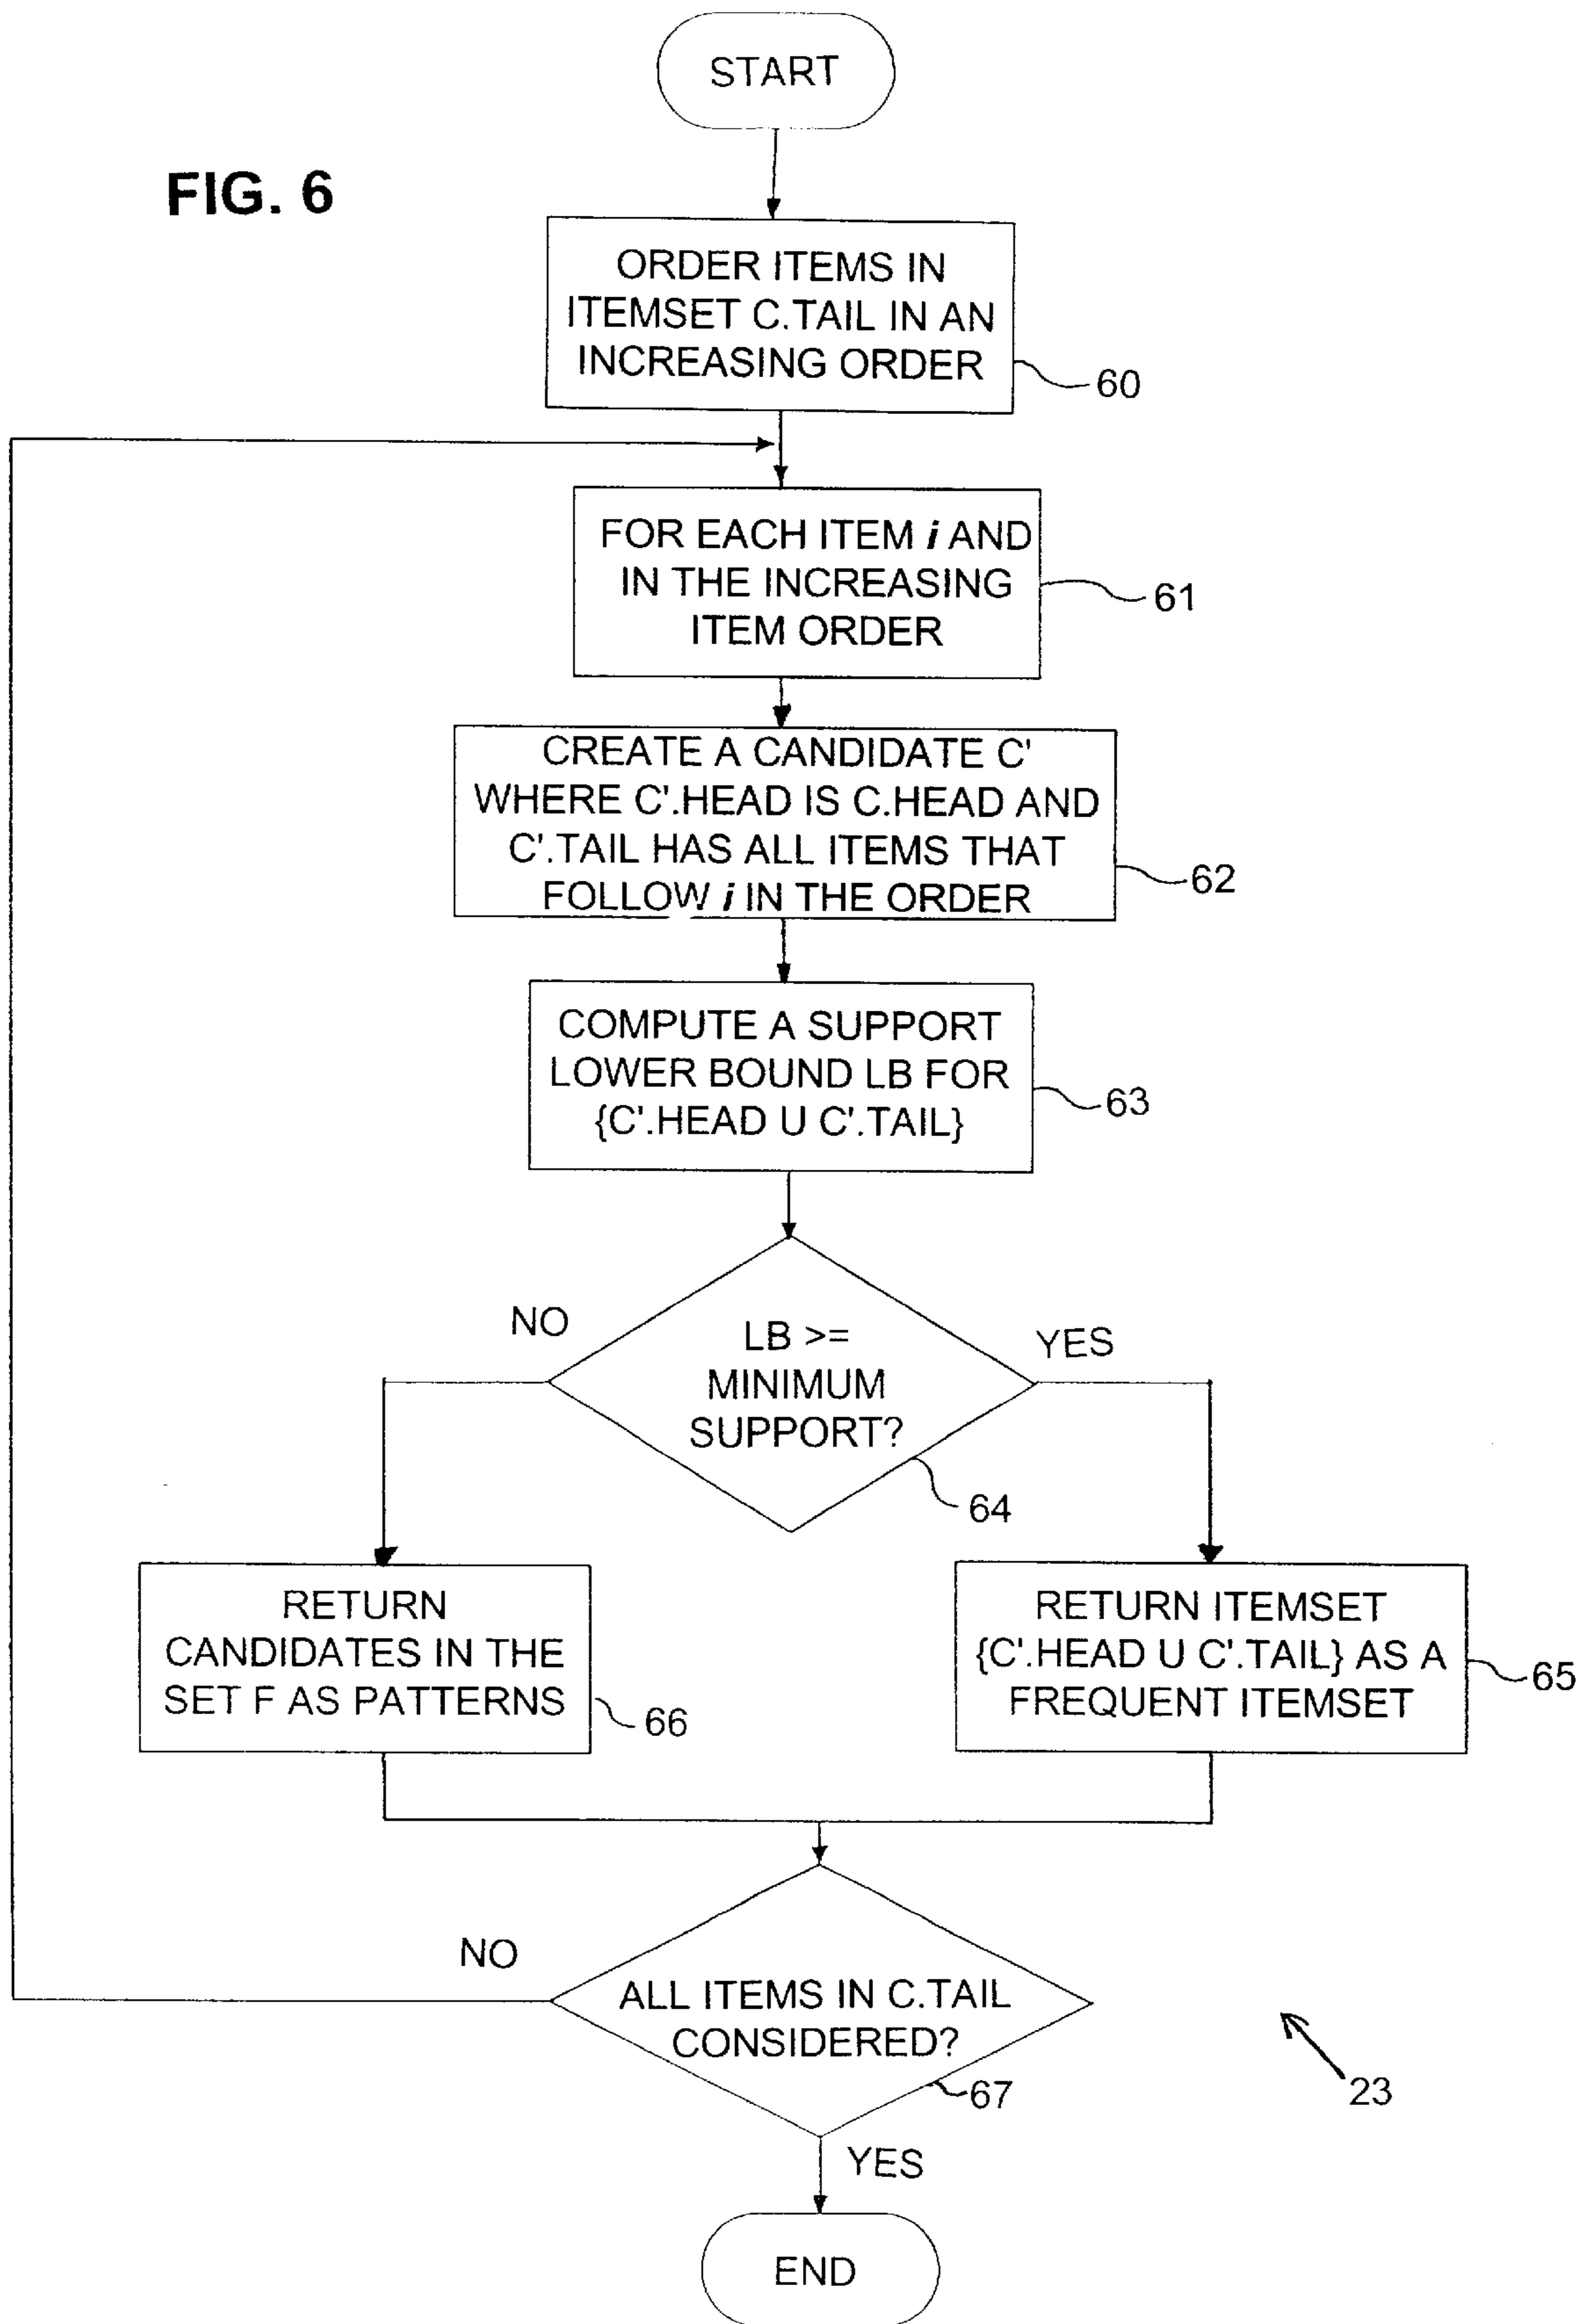 START
FIG. 6
ORDER ITEMS IN
ITEMSET C.TAIL IN AN
INCREASING ORDER
60
FOR EACH ITEM i AND
IN THE INCREASING
ITEM ORDER
61
CREATE A CANDIDATE C'
WHERE C'.HEAD IS C.HEAD AND
C'.TAIL HAS ALL ITEMS THAT
FOLLOW i IN THE ORDER
62
COMPUTE A SUPPORT
LOWER BOUND LB FOR
{C'.HEAD U C'.TAIL}
63
NO
LB >=
MINIMUM
SUPPORT?
YES
64
RETURN
CANDIDATES IN THE
SET F AS PATTERNS
66
RETURN ITEMSET
{C'.HEAD U C'.TAIL} AS A
FREQUENT ITEMSET
65
NO
ALL ITEMS IN C.TAIL
CONSIDERED?
67
23
YES
END